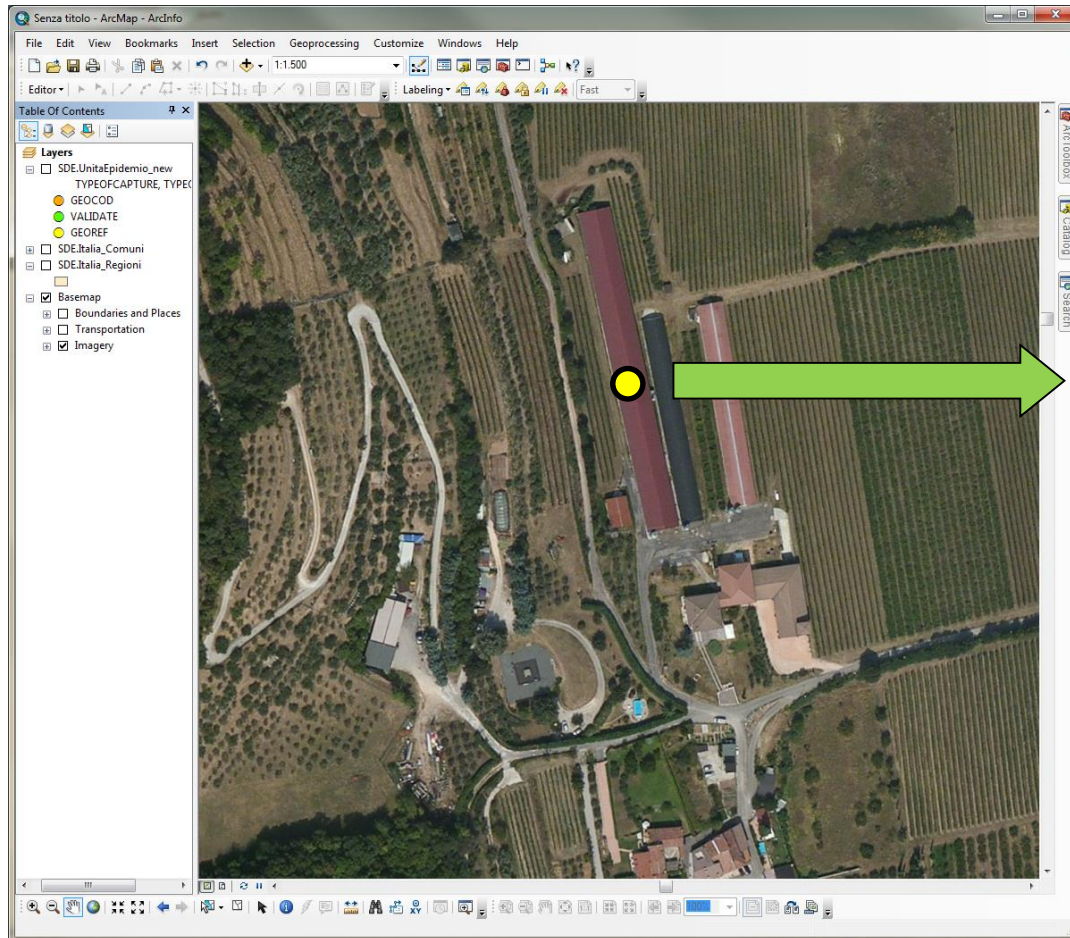 Senza titolo - ArcMap - ArcInfo
File Edit View Bookmarks Insert Selection Geoprocessing Customize Windows Help
1:1.500
Editor Labeling Fast
Table Of Contents
Layers
SDE.UnitaEpidemio_new
TYPEOFCAPTURE, TYPE
GEOCOD
VALIDATE
GEOREF
SDE.Italia_Comuni
SDE.Italia_Regioni
Basemap
Boundaries and Places
Transportation
Imagery
ArcToolbox
Catalog
Search
100%